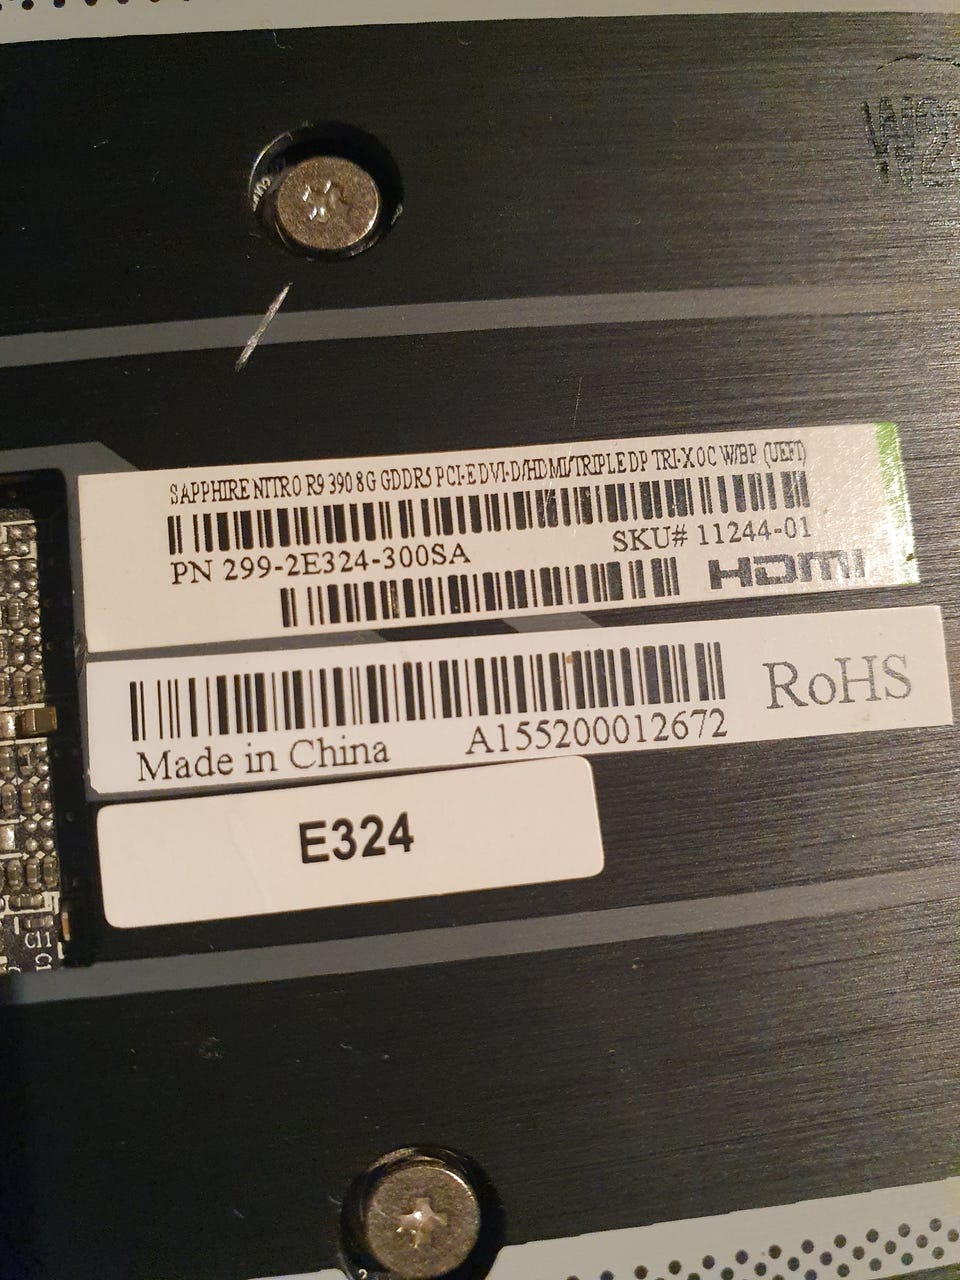 SAPPHIRE NITRO R9 390 8G GDDR5 PCI-E DVI-D/HDMI/TRIPLE DP TRI-X OC W/BP (UEFI)
PN 299-2E324-300SA
SKU# 11244-01
HDMI
RoHS
Made in China
A155200012672
E324
C11